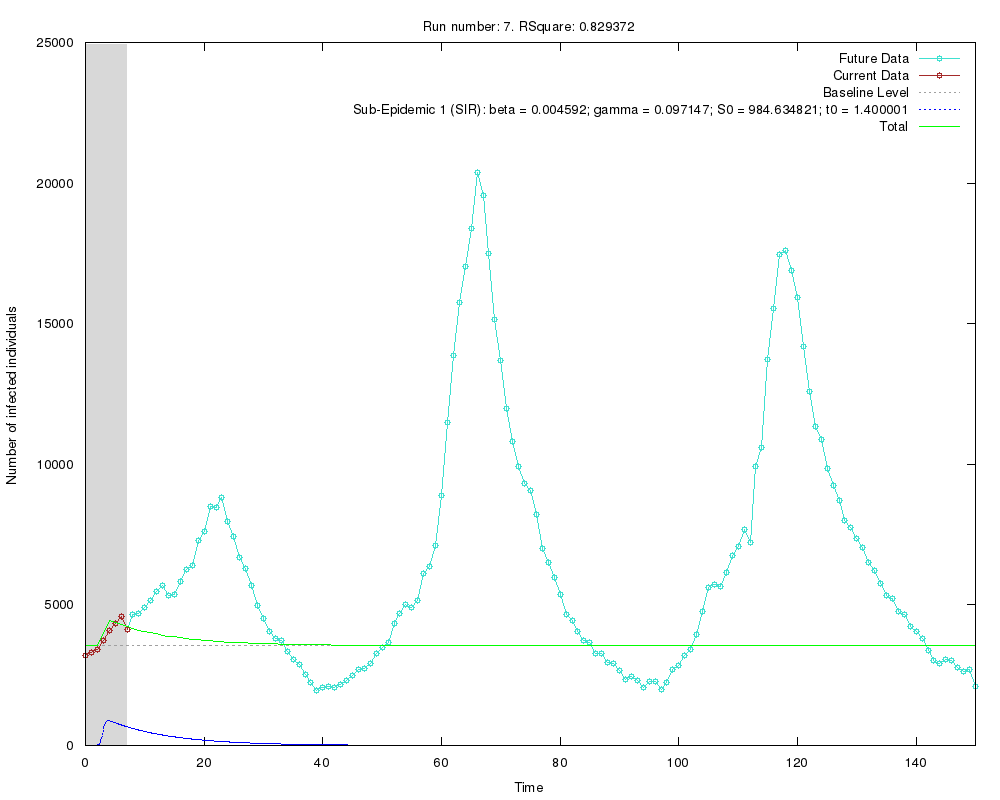 Run number: 7. RSquare: 0.829372
25000
20000
15000
10000
5000
0
Number of infected individuals
Future Data
Current Data
Baseline Level
Sub-Epidemic 1 (SIR): beta = 0.004592; gamma = 0.097147; S0 = 984.634821; t0 = 1.400001
Total
0 20 40 60 80 100 120 140
Time